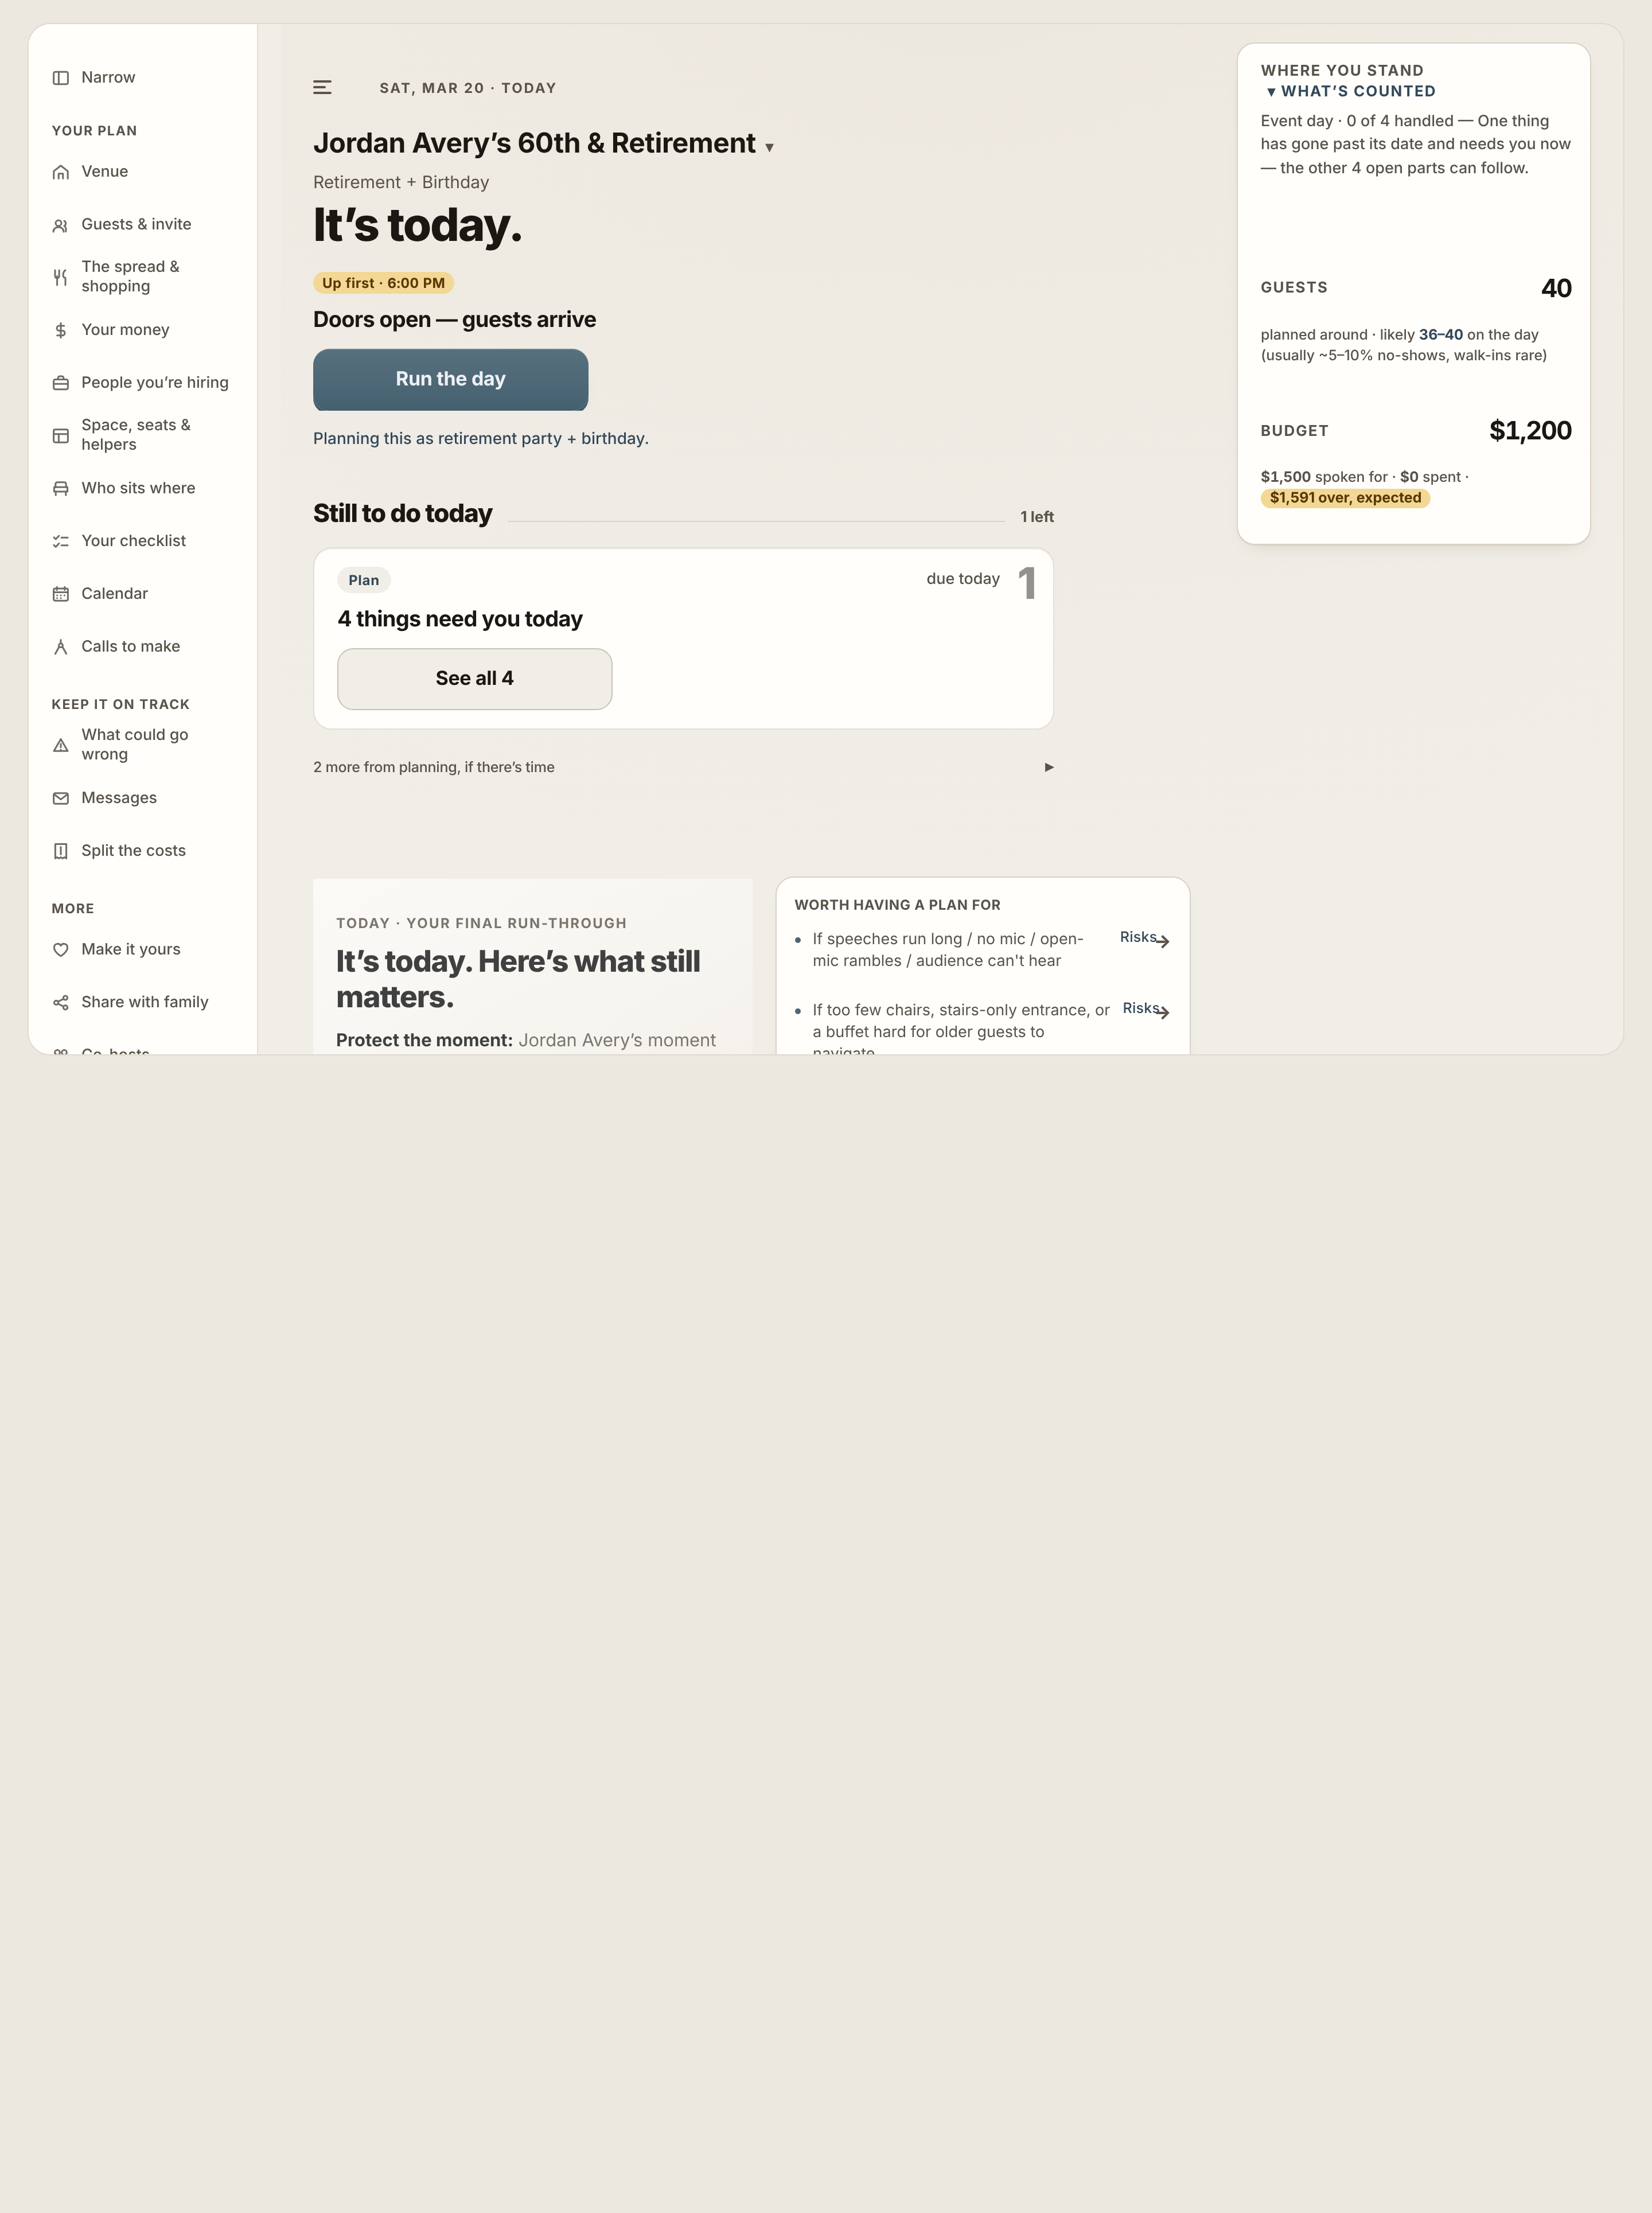 Narrow
YOUR PLAN
Venue
Guests & invite
The spread &
shopping
Your money
People you’re hiring
Space, seats &
helpers
Who sits where
Your checklist
Calendar
Calls to make
KEEP IT ON TRACK
What could go
wrong
Messages
Split the costs
MORE
Make it yours
Share with family
Co-hosts
SAT, MAR 20 · TODAY
Jordan Avery’s 60th & Retirement ▾
Retirement + Birthday
It’s today.
Up first · 6:00 PM
Doors open — guests arrive
Run the day
Planning this as retirement party + birthday.
Still to do today
1 left
Plan
due today
1
4 things need you today
See all 4
2 more from planning, if there’s time ▸
TODAY · YOUR FINAL RUN-THROUGH
It’s today. Here’s what still
matters.
Protect the moment: Jordan Avery’s moment
WORTH HAVING A PLAN FOR
• If speeches run long / no mic / open-
mic rambles / audience can't hear
Risks→
• If too few chairs, stairs-only entrance, or
a buffet hard for older guests to
navigate
Risks→
WHERE YOU STAND
▾ WHAT’S COUNTED
Event day · 0 of 4 handled — One thing
has gone past its date and needs you now
— the other 4 open parts can follow.
GUESTS
40
planned around · likely 36–40 on the day
(usually ~5–10% no-shows, walk-ins rare)
BUDGET
$1,200
$1,500 spoken for · $0 spent ·
$1,591 over, expected